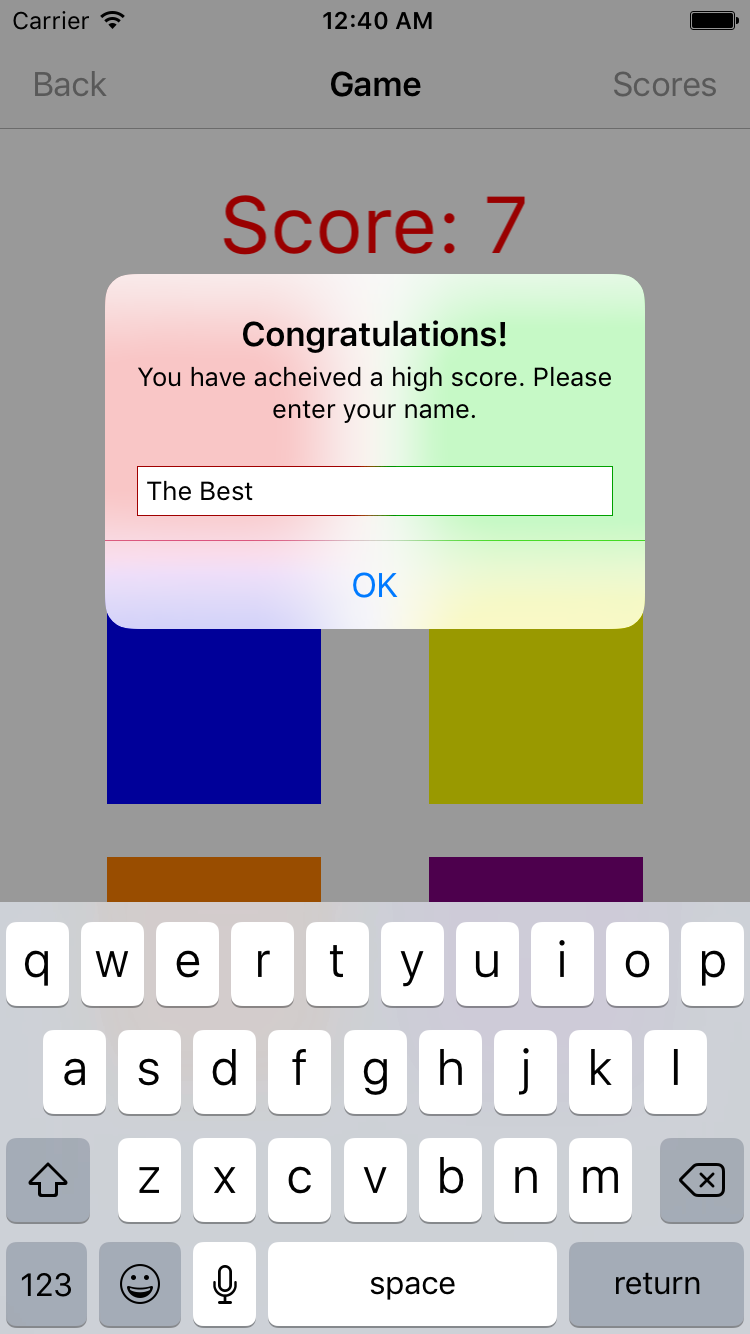 Carrier 12:40 AM
Back Game Scores
Score: 7
Congratulations!
You have acheived a high score. Please
enter your name.
The Best
OK
q w e r t y u i o p
a s d f g h j k l
z x c v b n m
123 space return